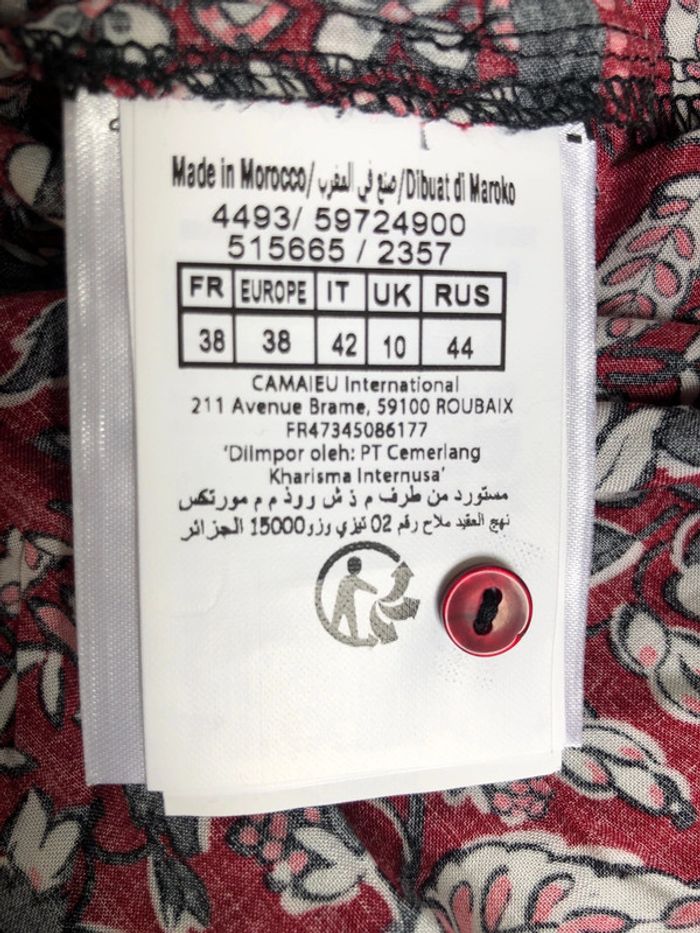 Made in Morocco/ صنع في المغرب /Dibuat di Maroko
4493/ 59724900
515665 / 2357
FR EUROPE IT UK RUS
38 38 42 10 44
CAMAIEU International
211 Avenue Brame, 59100 ROUBAIX
FR47345086177
'DiImpor oleh: PT Cemerlang
Kharisma Internusa'
مستورد من طرف م ذ ش روذ م م مورتكس
نهج العقيد ملاح رقم 02 تيزي وزو 15000 الجزائر